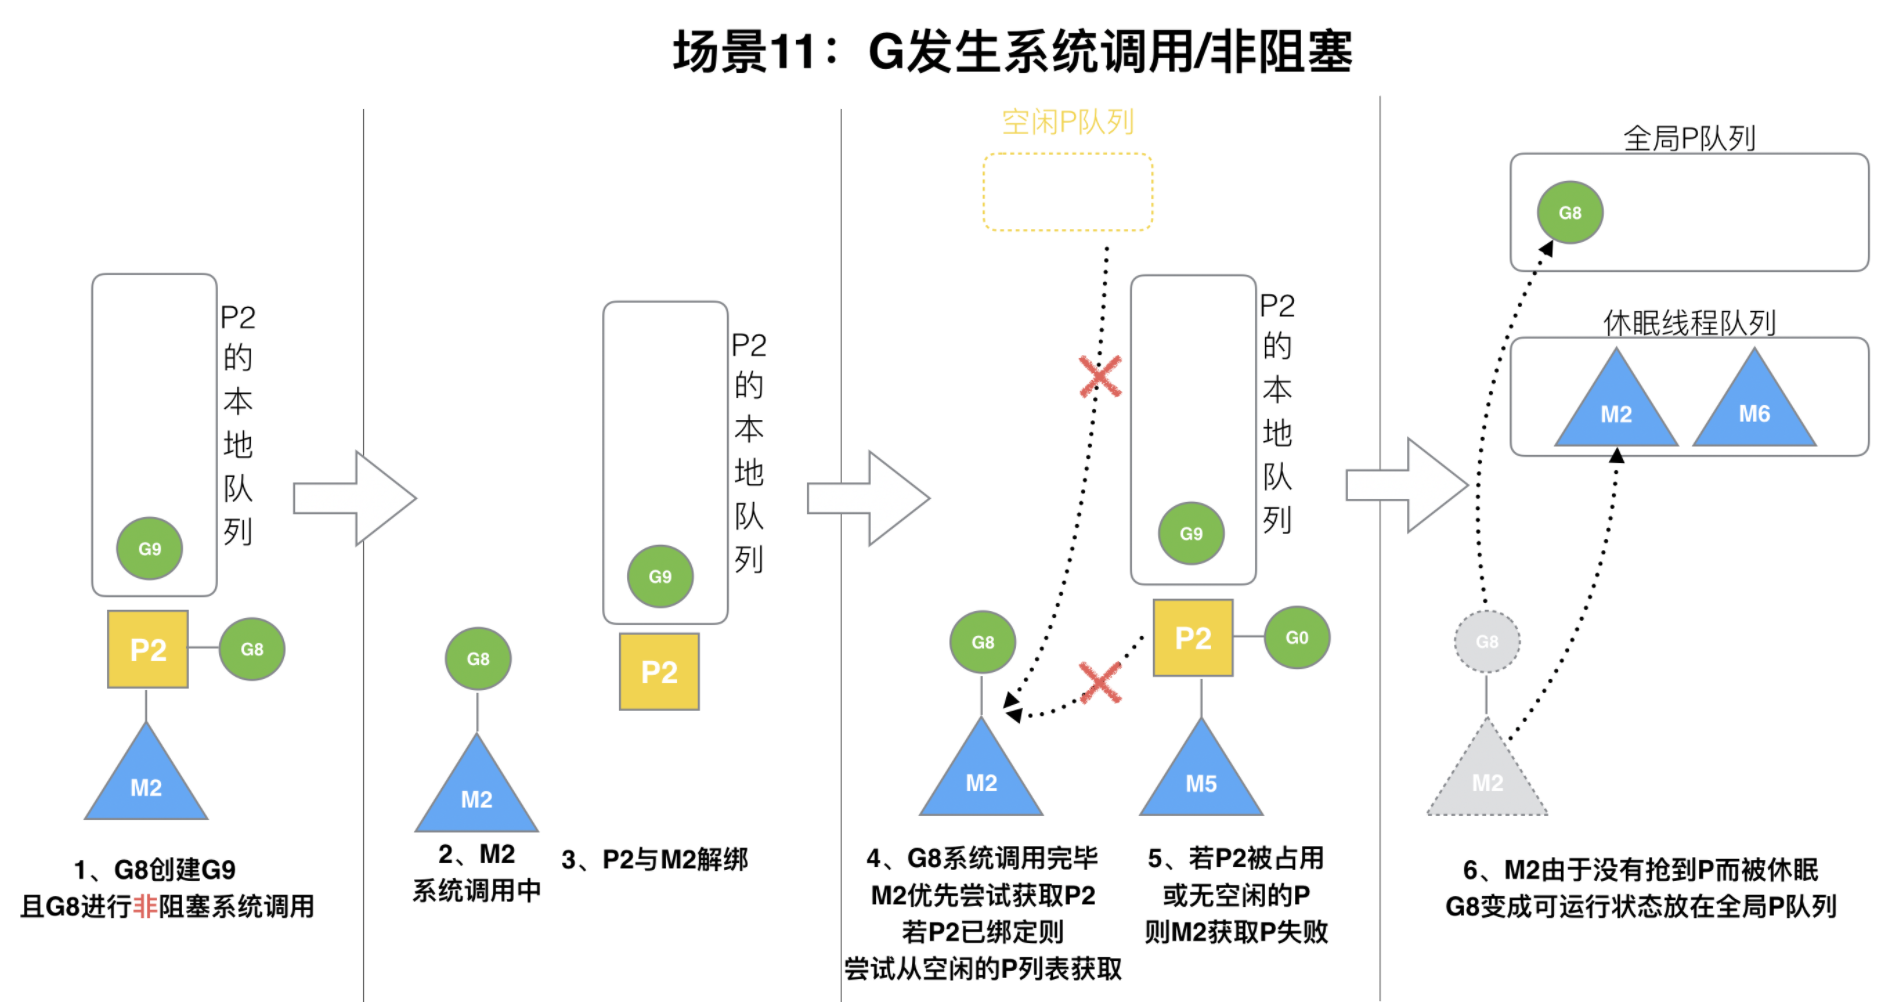 场景11：G发生系统调用/非阻塞
P2的本地队列
G9
P2
G8
M2
1、G8创建G9
且G8进行非阻塞系统调用
P2的本地队列
G9
P2
G8
M2
2、M2
系统调用中
3、P2与M2解绑
空闲P队列
P2的本地队列
G9
G8
P2
G0
M2
M5
4、G8系统调用完毕
M2优先尝试获取P2
若P2已绑定则
尝试从空闲的P列表获取
5、若P2被占用
或无空闲的P
则M2获取P失败
全局P队列
G8
休眠线程队列
M2
M6
G8
M2
6、M2由于没有抢到P而被休眠
G8变成可运行状态放在全局P队列